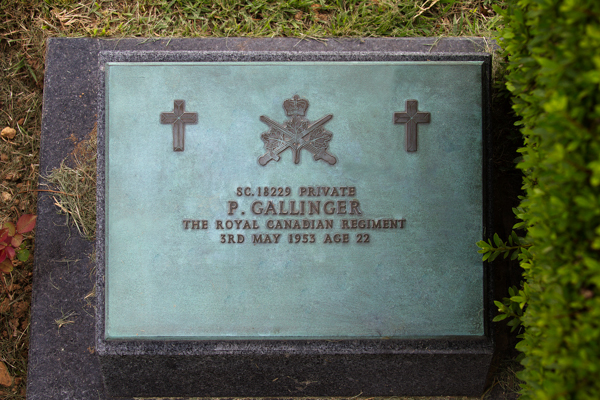 SC.18229 PRIVATE
P. GALLINGER
THE ROYAL CANADIAN REGIMENT
3RD MAY 1953 AGE 22